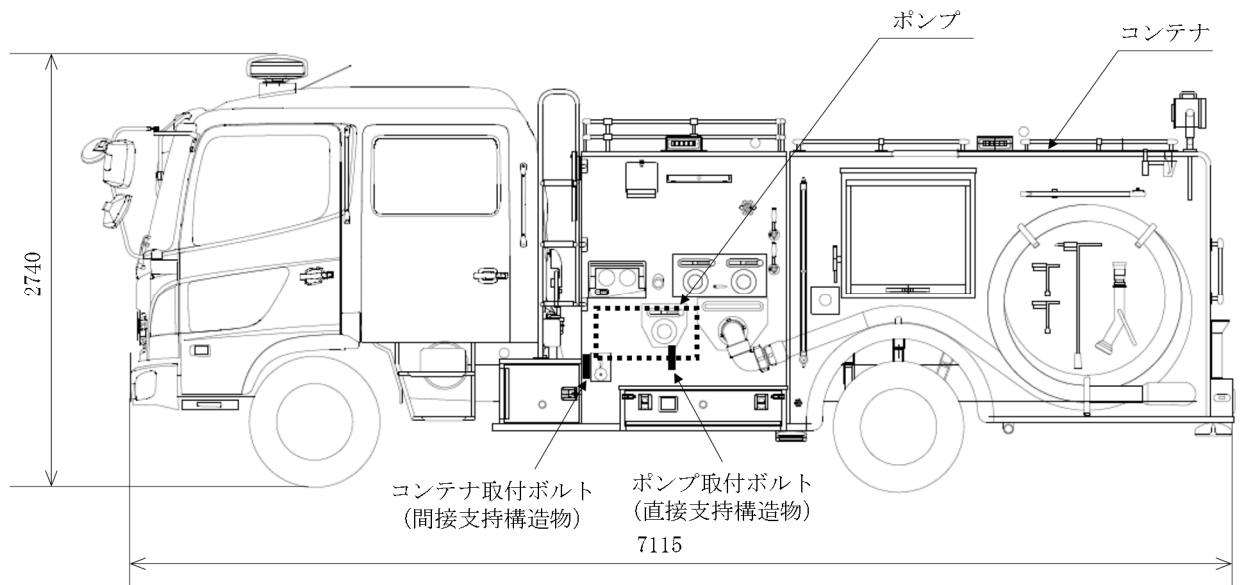 ポンプ
コンテナ
2740
コンテナ取付ボルト
(間接支持構造物)
ポンプ取付ボルト
(直接支持構造物)
7115